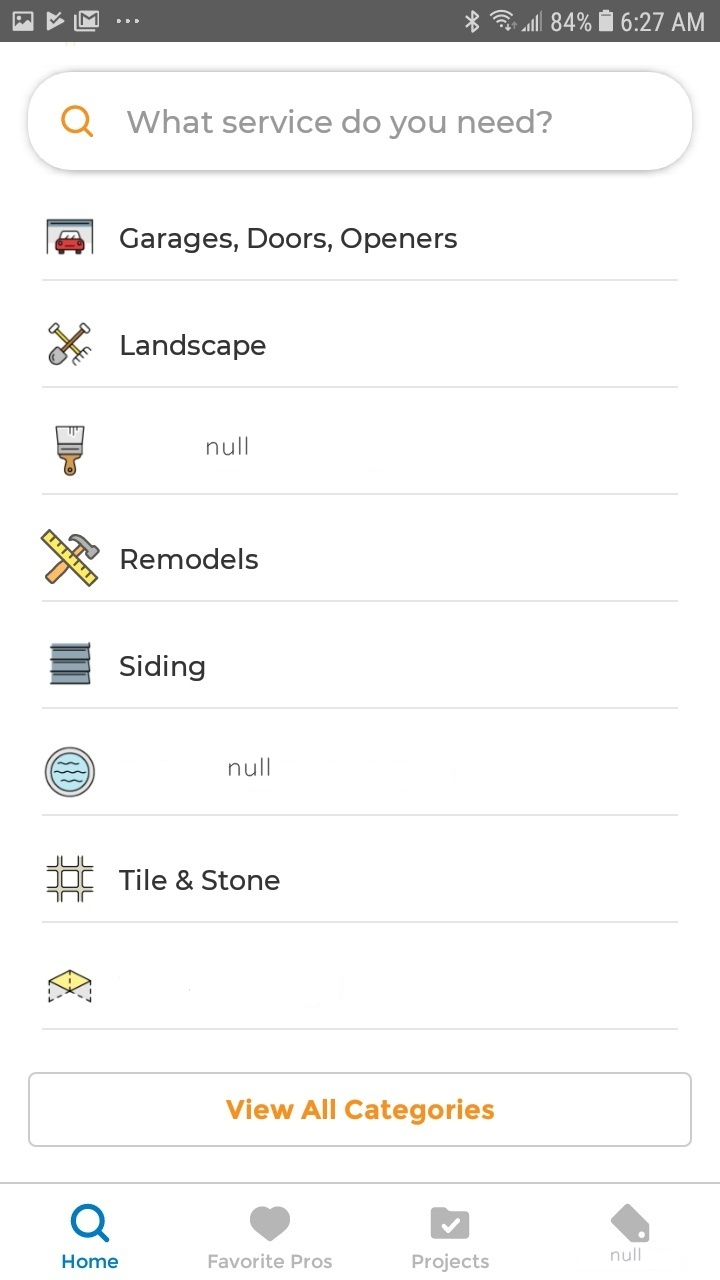 84% 6:27 AM
What service do you need?
Garages, Doors, Openers
Landscape
null
Remodels
Siding
null
Tile & Stone
View All Categories
Home
Favorite Pros
Projects
null